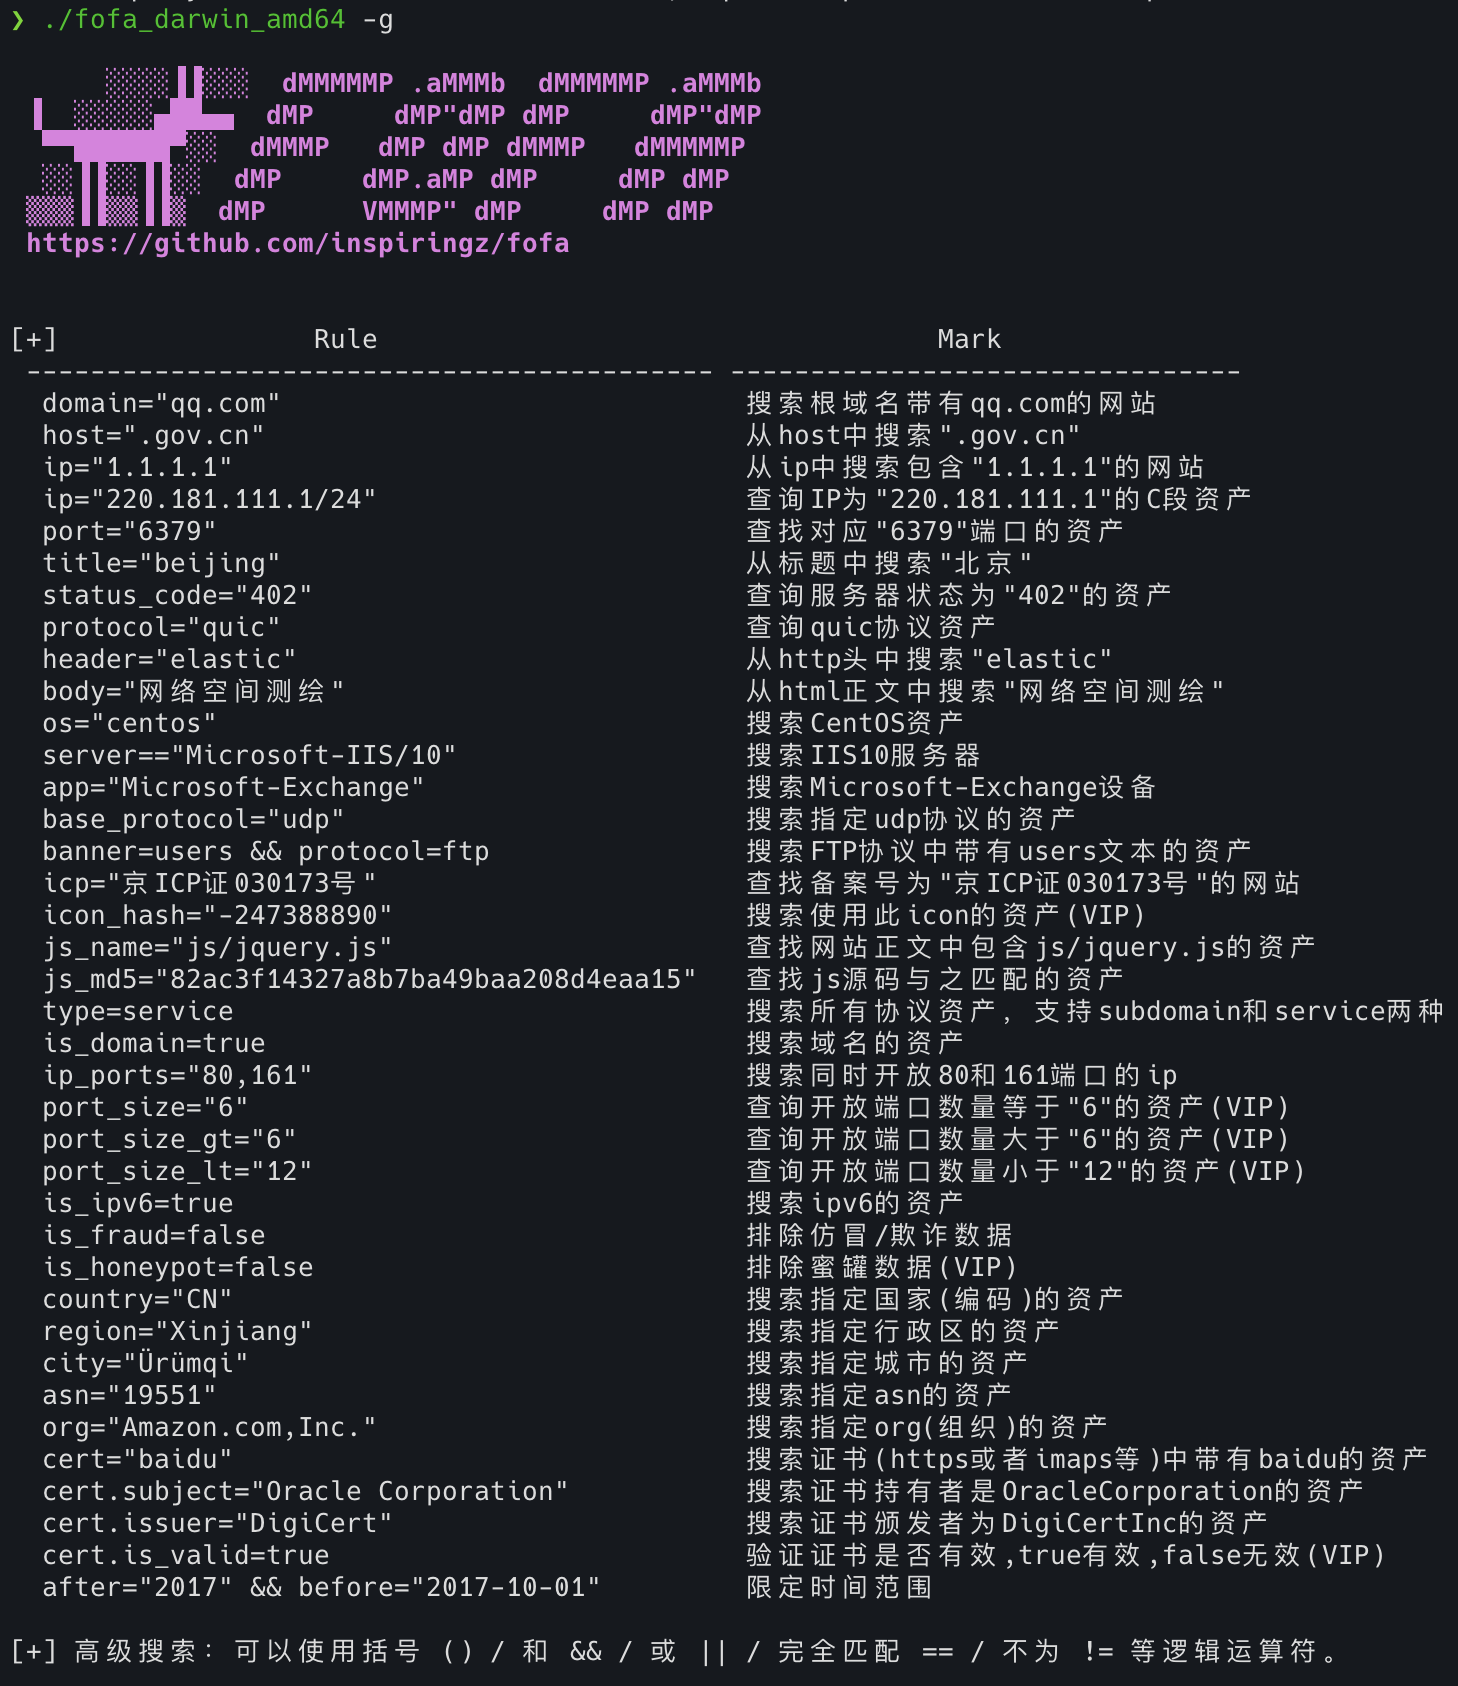 ❯ ./fofa_darwin_amd64 -g
dMMMMMP .aMMMb  dMMMMMP .aMMMb
dMP     dMP"dMP dMP     dMP"dMP
dMMMP   dMP dMP dMMMP   dMMMMMP
dMP     dMP.aMP dMP     dMP dMP
dMP      VMMMP" dMP     dMP dMP
https://github.com/inspiringz/fofa
[+] Rule Mark
------------------------------------------- --------------------------------
domain="qq.com" 搜索根域名带有qq.com的网站
host=".gov.cn" 从host中搜索".gov.cn"
ip="1.1.1.1" 从ip中搜索包含"1.1.1.1"的网站
ip="220.181.111.1/24" 查询IP为"220.181.111.1"的C段资产
port="6379" 查找对应"6379"端口的资产
title="beijing" 从标题中搜索"北京"
status_code="402" 查询服务器状态为"402"的资产
protocol="quic" 查询quic协议资产
header="elastic" 从http头中搜索"elastic"
body="网络空间测绘" 从html正文中搜索"网络空间测绘"
os="centos" 搜索CentOS资产
server=="Microsoft-IIS/10" 搜索IIS10服务器
app="Microsoft-Exchange" 搜索Microsoft-Exchange设备
base_protocol="udp" 搜索指定udp协议的资产
banner=users && protocol=ftp 搜索FTP协议中带有users文本的资产
icp="京ICP证030173号" 查找备案号为"京ICP证030173号"的网站
icon_hash="-247388890" 搜索使用此icon的资产(VIP)
js_name="js/jquery.js" 查找网站正文中包含js/jquery.js的资产
js_md5="82ac3f14327a8b7ba49baa208d4eaa15" 查找js源码与之匹配的资产
type=service 搜索所有协议资产，支持subdomain和service两种
is_domain=true 搜索域名的资产
ip_ports="80,161" 搜索同时开放80和161端口的ip
port_size="6" 查询开放端口数量等于"6"的资产(VIP)
port_size_gt="6" 查询开放端口数量大于"6"的资产(VIP)
port_size_lt="12" 查询开放端口数量小于"12"的资产(VIP)
is_ipv6=true 搜索ipv6的资产
is_fraud=false 排除仿冒/欺诈数据
is_honeypot=false 排除蜜罐数据(VIP)
country="CN" 搜索指定国家(编码)的资产
region="Xinjiang" 搜索指定行政区的资产
city="Ürümqi" 搜索指定城市的资产
asn="19551" 搜索指定asn的资产
org="Amazon.com,Inc." 搜索指定org(组织)的资产
cert="baidu" 搜索证书(https或者imaps等)中带有baidu的资产
cert.subject="Oracle Corporation" 搜索证书持有者是OracleCorporation的资产
cert.issuer="DigiCert" 搜索证书颁发者为DigiCertInc的资产
cert.is_valid=true 验证证书是否有效,true有效,false无效(VIP)
after="2017" && before="2017-10-01" 限定时间范围
[+] 高级搜索：可以使用括号 () / 和 && / 或 || / 完全匹配 == / 不为 != 等逻辑运算符。